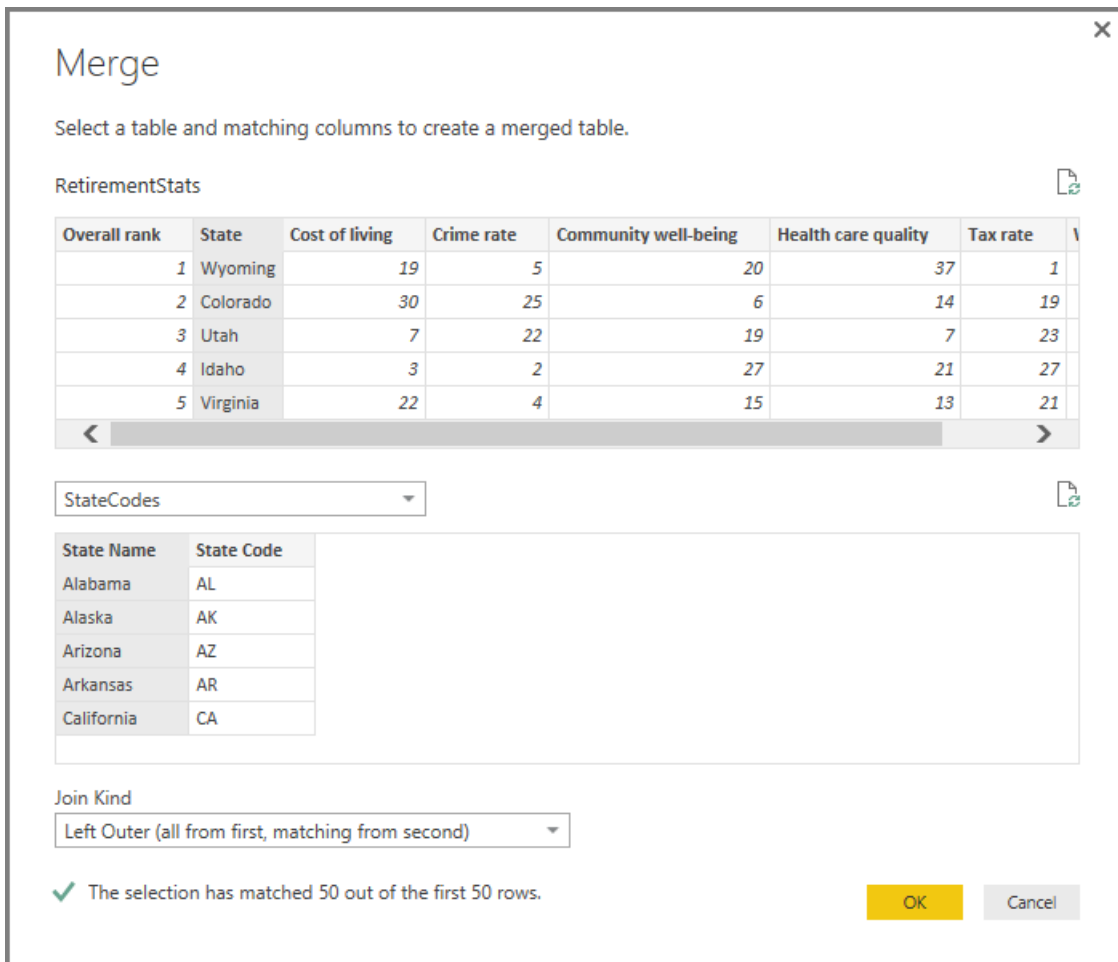 Merge
Select a table and matching columns to create a merged table.
RetirementStats
Overall rank State Cost of living Crime rate Community well-being Health care quality Tax rate
1 Wyoming 19 5 20 37 1
2 Colorado 30 25 6 14 19
3 Utah 7 22 19 7 23
4 Idaho 3 2 27 21 27
5 Virginia 22 4 15 13 21
StateCodes
State Name State Code
Alabama AL
Alaska AK
Arizona AZ
Arkansas AR
California CA
Join Kind
Left Outer (all from first, matching from second)
The selection has matched 50 out of the first 50 rows.
OK Cancel